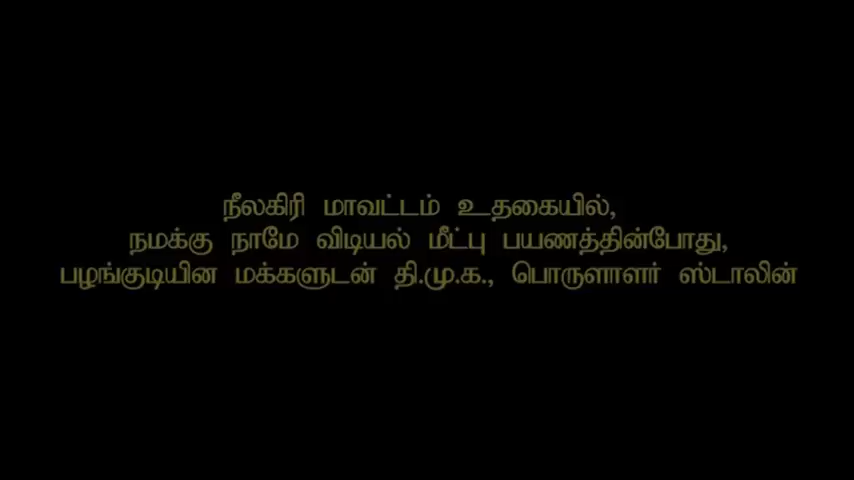 நீலகிரி மாவட்டம் உதகையில்,
நமக்கு நாமே விடியல் மீட்பு பயணத்தின்போது,
பழங்குடியின மக்களுடன் தி.மு.க., பொருளாளர் ஸ்டாலின்